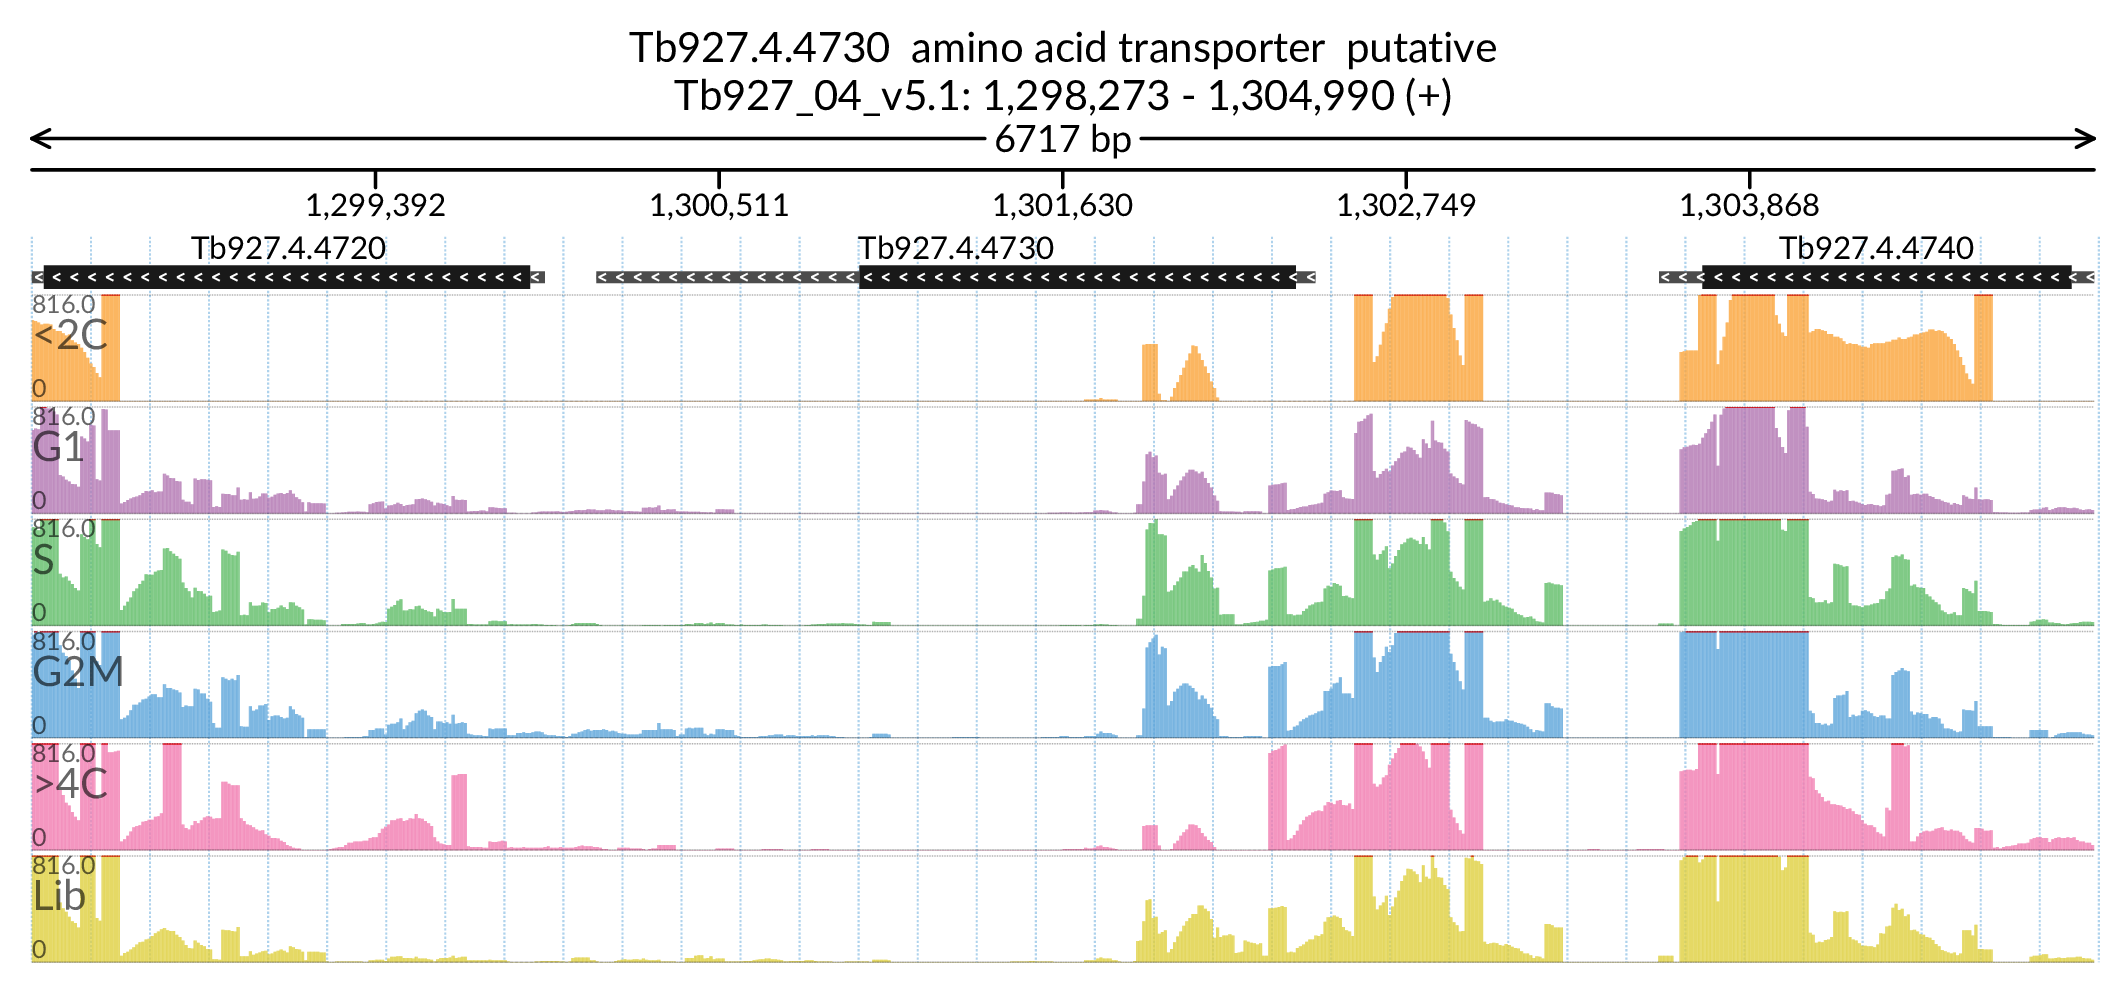 Tb927.4.4730 amino acid transporter putative
Tb927_04_v5.1: 1,298,273 - 1,304,990 (+)
6717 bp
1,299,392 1,300,511 1,301,630 1,302,749 1,303,868
Tb927.4.4720 Tb927.4.4730 Tb927.4.4740
816.0
<2C
0
816.0
G1
0
816.0
S
0
816.0
G2M
0
816.0
>4C
0
816.0
Lib
0